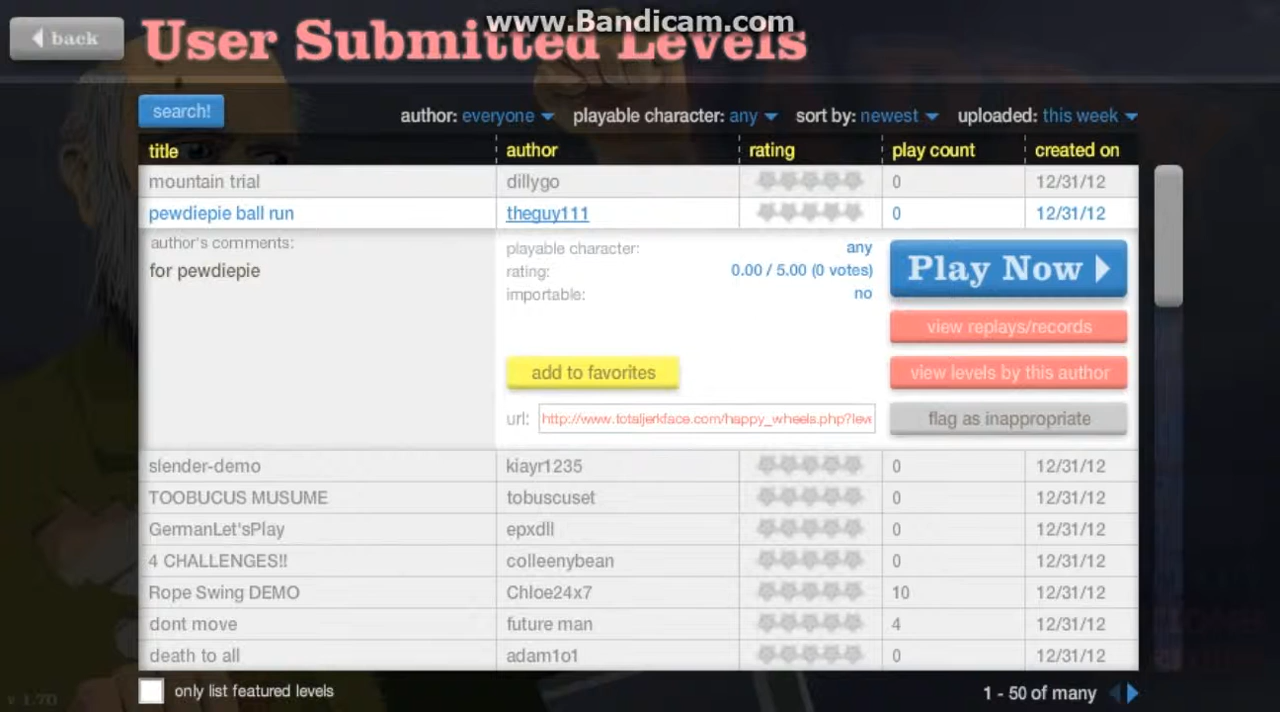 www.Bandicam.com
back
User Submitted Levels
search!
author: everyone playable character: any sort by: newest uploaded: this week
title author rating play count created on
mountain trial dillygo 0 12/31/12
pewdiepie ball run theguy111 0 12/31/12
author's comments:
for pewdiepie
playable character: any
rating: 0.00 / 5.00 (0 votes)
importable: no
Play Now
view replays/records
add to favorites
view levels by this author
url: http://www.totaljerkface.com/happy_wheels.php?leve
flag as inappropriate
slender-demo kiayr1235 0 12/31/12
TOOBUCUS MUSUME tobuscuset 0 12/31/12
GermanLet'sPlay epxdll 0 12/31/12
4 CHALLENGES!! colleenybean 0 12/31/12
Rope Swing DEMO Chloe24x7 10 12/31/12
dont move future man 4 12/31/12
death to all adam1o1 0 12/31/12
only list featured levels
1 - 50 of many
v 1.70